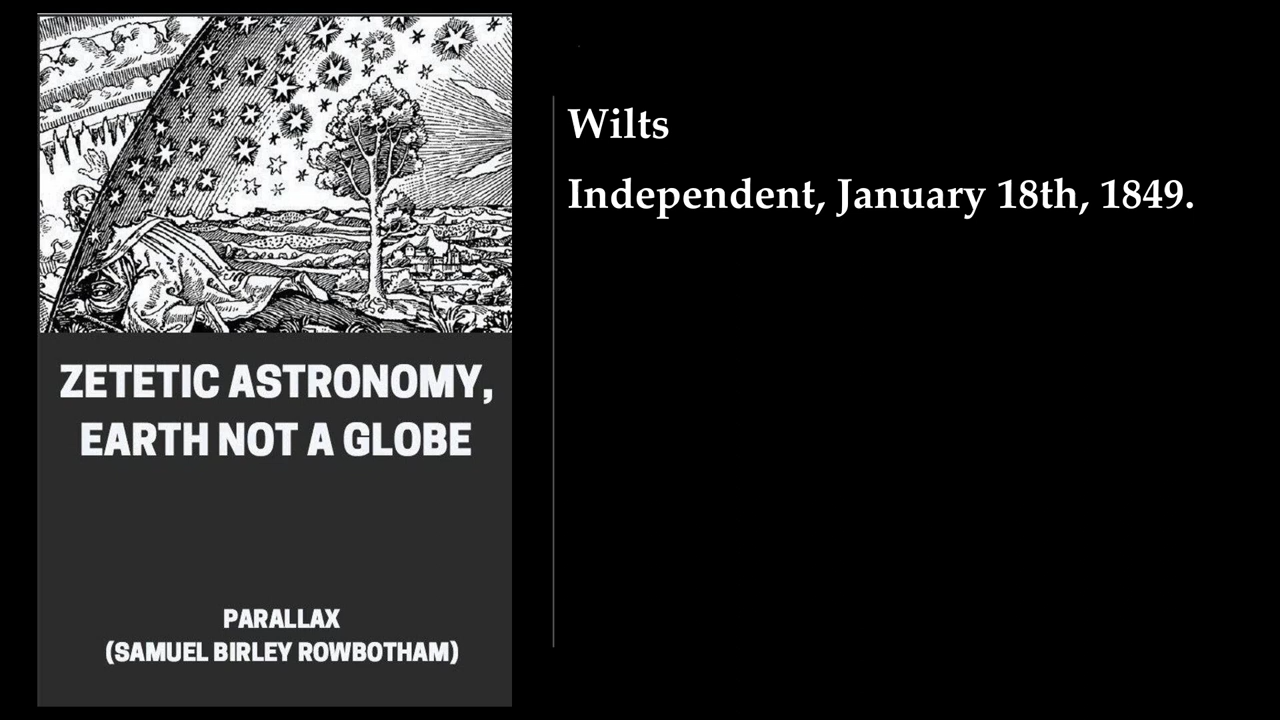 ZETETIC ASTRONOMY,
EARTH NOT A GLOBE
PARALLAX
(SAMUEL BIRLEY ROWBOTHAM)
Wilts
Independent, January 18th, 1849.